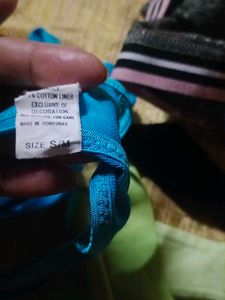 % COTTON LINER
EXCLUSIVE OF
DECORATION
FOR CARE
MADE IN HONDURAS
SIZE S/M